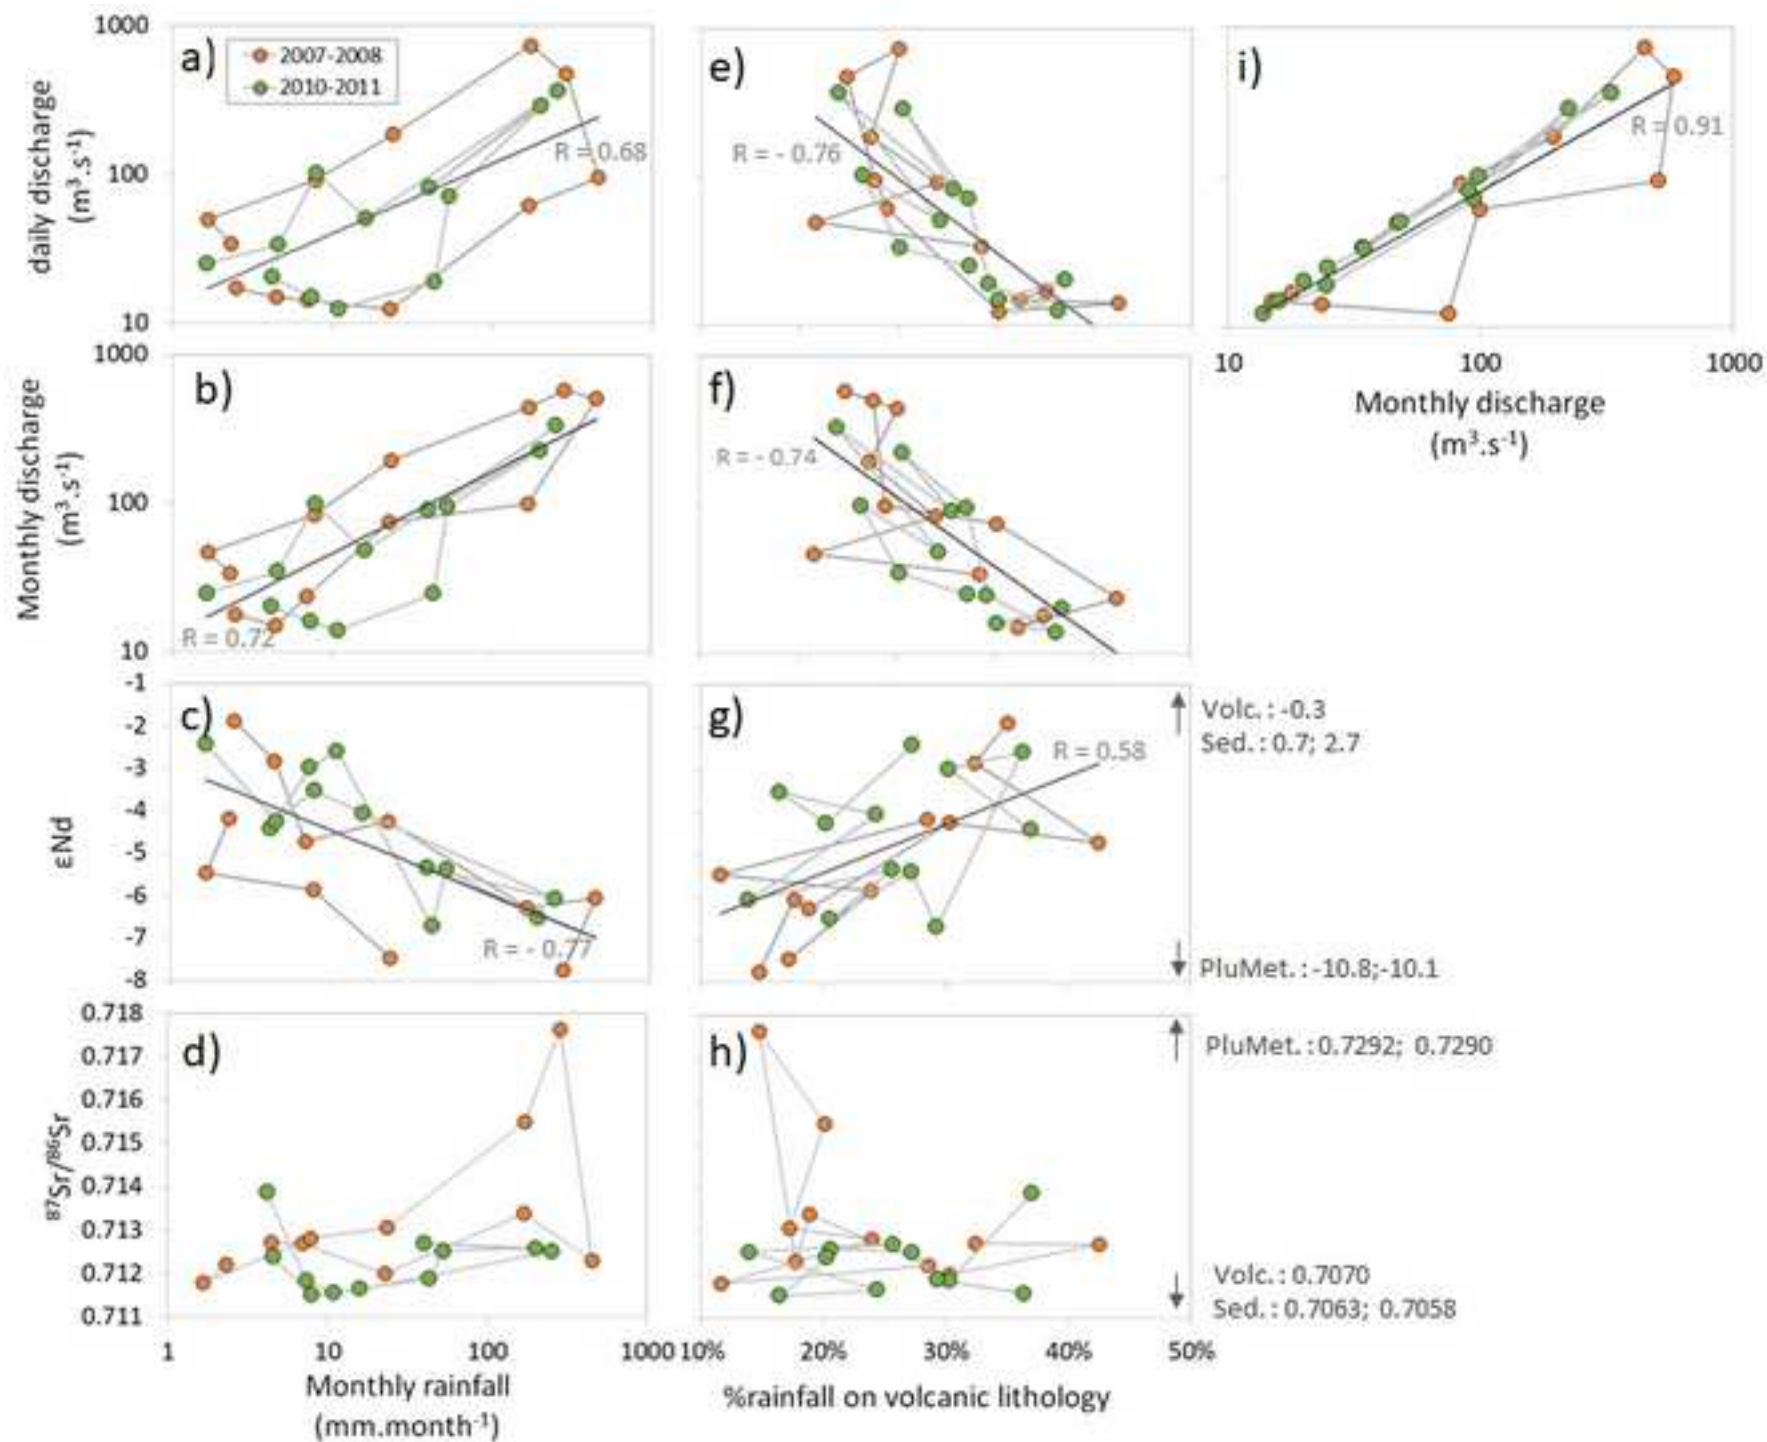 a)
2007-2008
2010-2011
R = 0.68
1000
100
10
daily discharge
(m³.s⁻¹)
e)
R = - 0.76
i)
R = 0.91
10
100
1000
Monthly discharge
(m³.s⁻¹)
b)
R = 0.72
1000
100
10
Monthly discharge
(m³.s⁻¹)
f)
R = - 0.74
c)
R = - 0.77
-1
-2
-3
-4
-5
-6
-7
-8
εNd
g)
R = 0.58
Volc. : -0.3
Sed. : 0.7; 2.7
PluMet. : -10.8;-10.1
d)
0.718
0.717
0.716
0.715
0.714
0.713
0.712
0.711
⁸⁷Sr/⁸⁶Sr
1
10
100
1000
Monthly rainfall
(mm.month⁻¹)
h)
PluMet. : 0.7292; 0.7290
Volc. : 0.7070
Sed. : 0.7063; 0.7058
10%
20%
30%
40%
50%
%rainfall on volcanic lithology